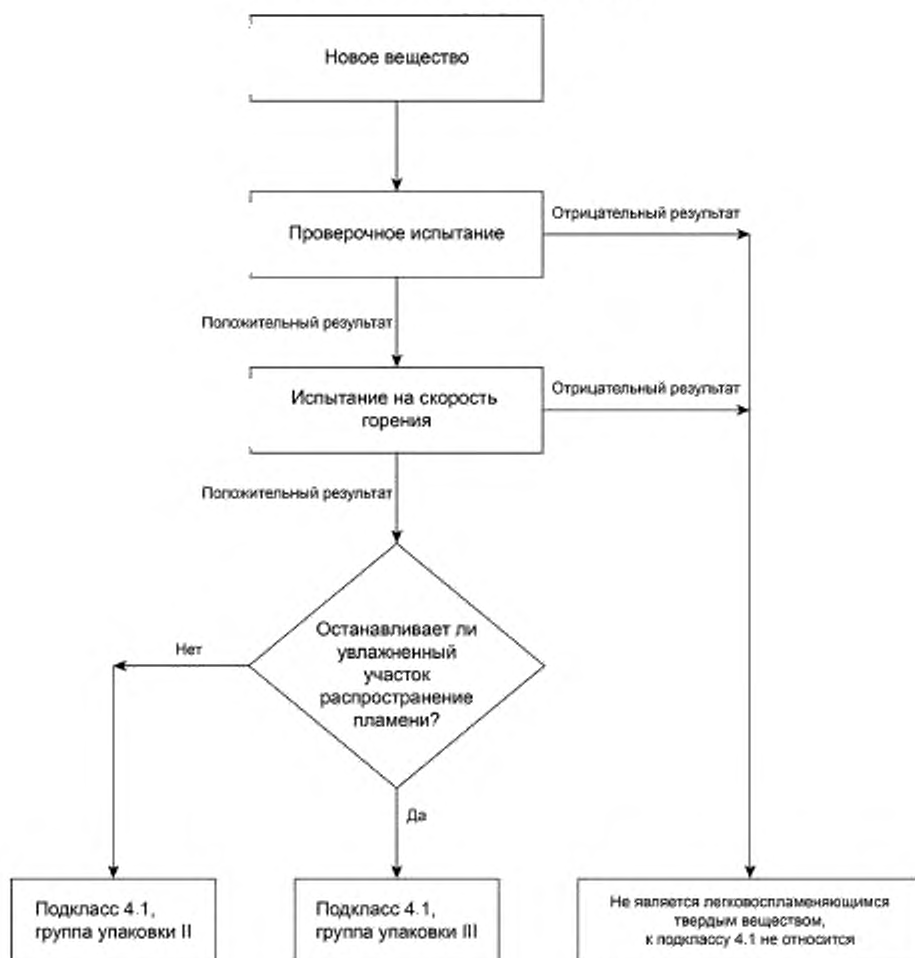 Новое вещество
Отрицательный результат
Проверочное испытание
Положительный результат
Отрицательный результат
Испытание на скорость
горения
Положительный результат
Останавливает ли
увлажненный
участок
распространение
пламени?
Нет
Да
Подкласс 4.1,
группа упаковки II
Подкласс 4.1,
группа упаковки III
Не является легковоспламеняющимся
твердым веществом,
к подклассу 4.1 не относится